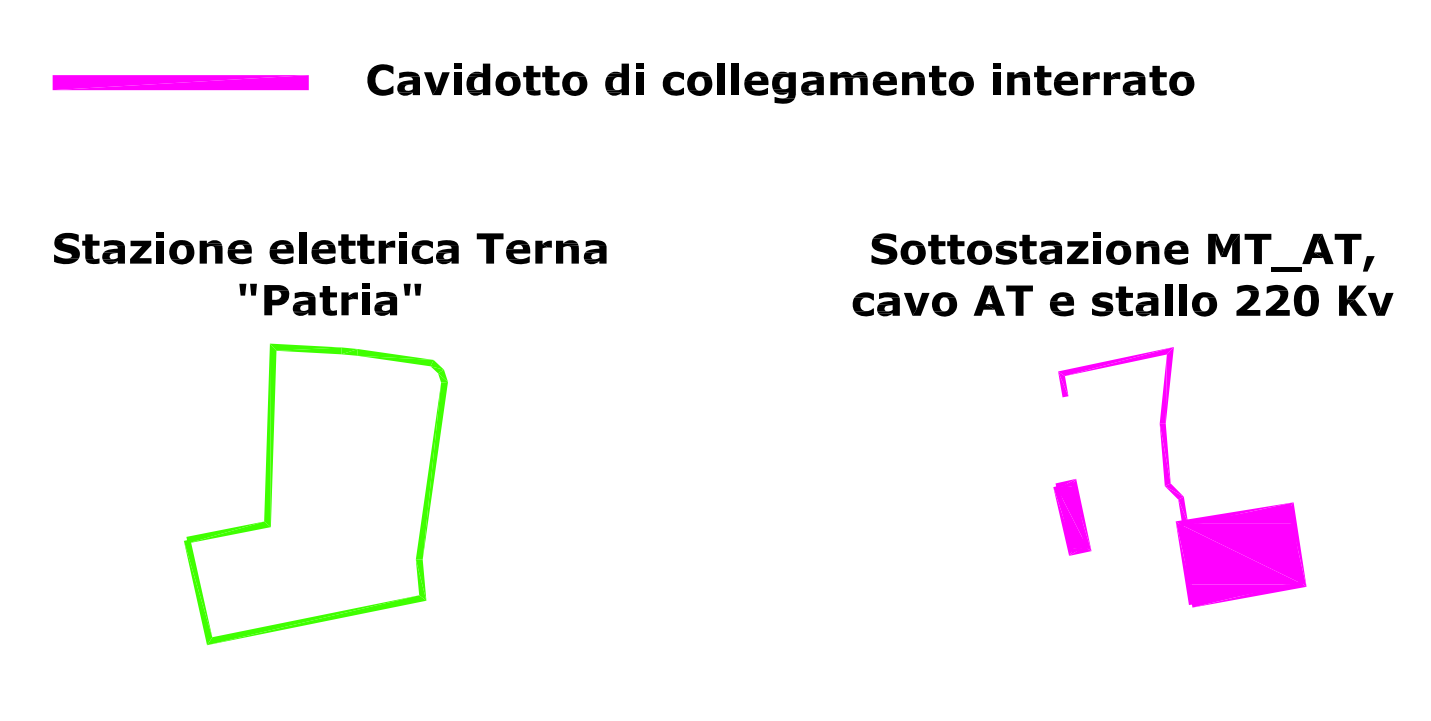 Cavidotto di collegamento interrato
Stazione elettrica Terna
"Patria"
Sottostazione MT_AT,
cavo AT e stallo 220 Kv